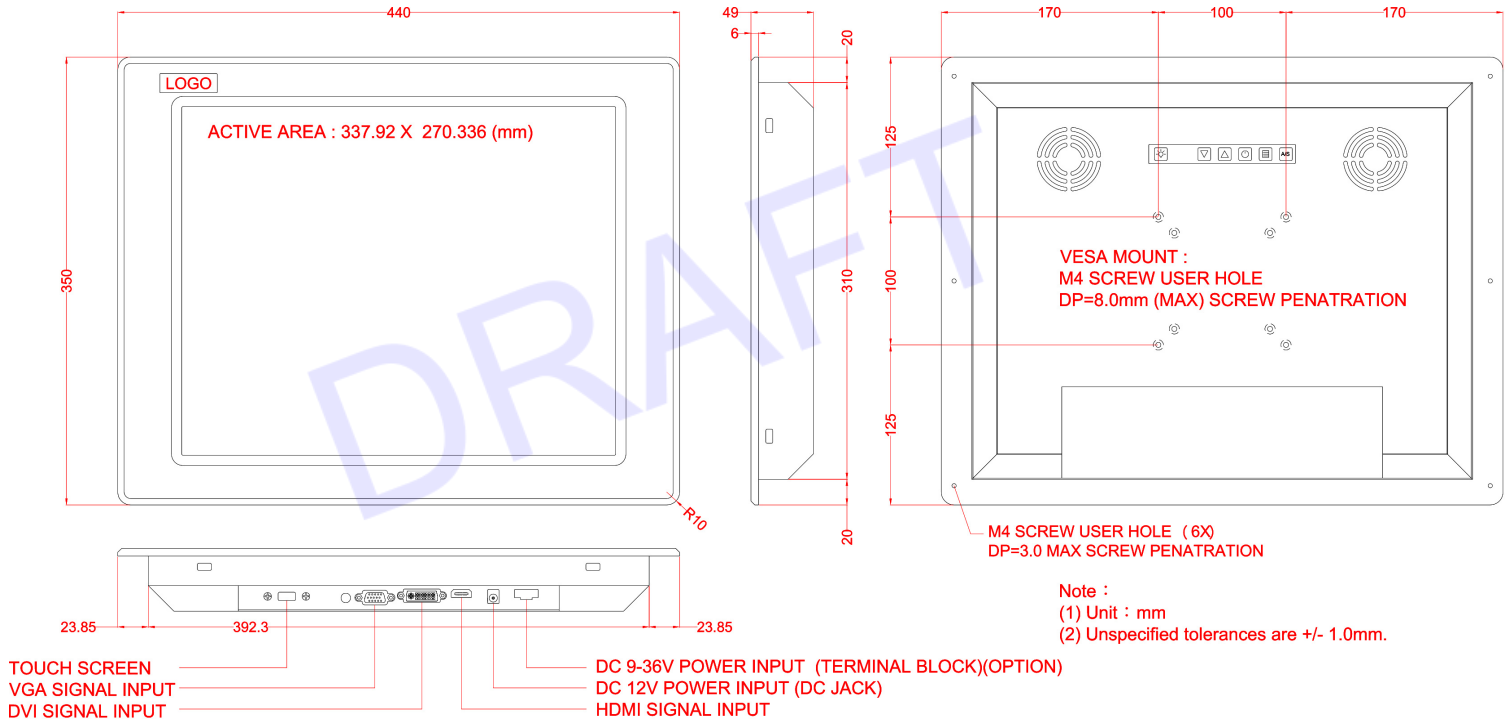 440
49
6
20
170
100
170
LOGO
ACTIVE AREA : 337.92 X 270.336 (mm)
350
310
20
R10
125
100
125
A/S
VESA MOUNT :
M4 SCREW USER HOLE
DP=8.0mm (MAX) SCREW PENATRATION
DRAFT
M4 SCREW USER HOLE ( 6X)
DP=3.0 MAX SCREW PENATRATION
Note :
(1) Unit : mm
(2) Unspecified tolerances are +/- 1.0mm.
23.85
392.3
23.85
TOUCH SCREEN
VGA SIGNAL INPUT
DVI SIGNAL INPUT
DC 9-36V POWER INPUT (TERMINAL BLOCK)(OPTION)
DC 12V POWER INPUT (DC JACK)
HDMI SIGNAL INPUT